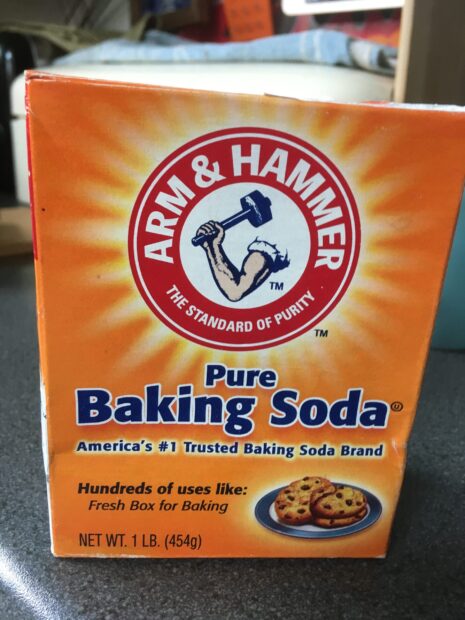 ARM & HAMMER
TM
THE STANDARD OF PURITY
TM
Pure
Baking Soda
America's #1 Trusted Baking Soda Brand
Hundreds of uses like:
Fresh Box for Baking
NET WT. 1 LB. (454g)